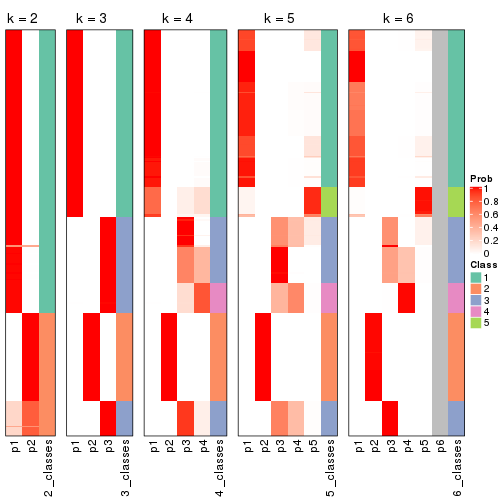 k = 2
k = 3
k = 4
k = 5
k = 6
p1
p2
2_classes
p1
p2
p3
3_classes
p1
p2
p3
p4
4_classes
p1
p2
p3
p4
p5
5_classes
p1
p2
p3
p4
p5
p6
6_classes
Prob
1
0.8
0.6
0.4
0.2
0
Class
1
2
3
4
5